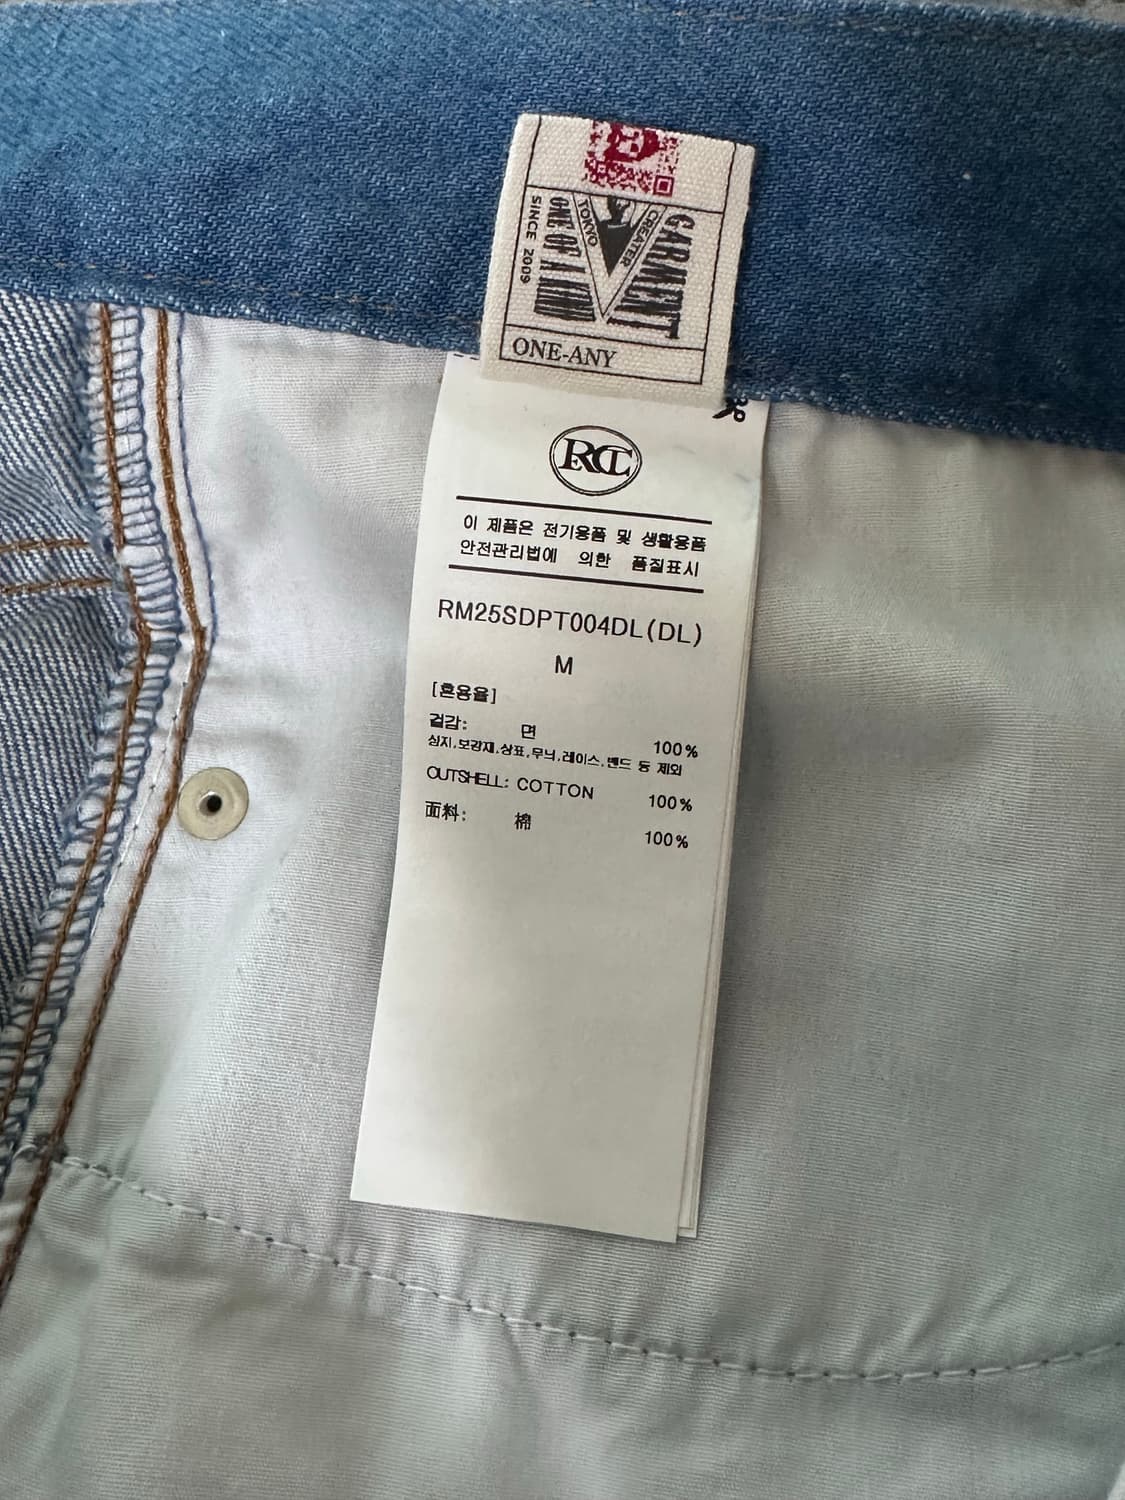 SINCE 2009
ONE OF A KIND
TOKYO
CREATER
GARMENT
ONE-ANY
RCT
이 제품은 전기용품 및 생활용품
안전관리법에 의한 품질표시
RM25SDPT004DL(DL)
M
[혼용율]
겉감: 면 100%
심지,보강재,상표,무늬,레이스,밴드 등 제외
OUTSHELL: COTTON 100%
面料: 棉 100%